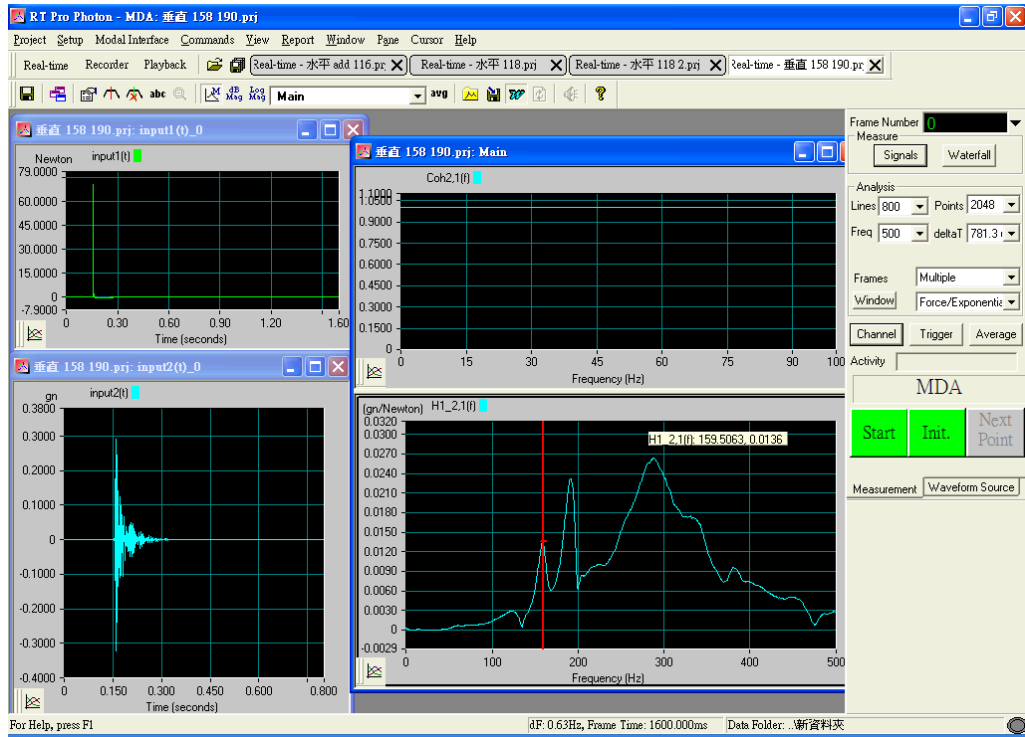 RT Pro Photon - MDA: 垂直 158 190.prj
Project Setup Modal Interface Commands View Report Window Pane Cursor Help
Real-time Recorder Playback Real-time - 水平 add 116.pr Real-time - 水平 118.prj Real-time - 水平 118 2.prj Real-time - 垂直 158 190.pr
abc M dB Mag Log Mag Main avg
垂直 158 190.prj: input1(t)_0
Newton input1(t)
79.0000
60.0000
45.0000
30.0000
15.0000
0
-7.9000
0 0.30 0.60 0.90 1.20 1.60
Time (seconds)
垂直 158 190.prj: input2(t)_0
gn input2(t)
0.3800
0.3000
0.2000
0.1000
0
-0.1000
-0.2000
-0.3000
-0.4000
0 0.150 0.300 0.450 0.600 0.800
Time (seconds)
垂直 158 190.prj: Main
Coh2,1(f)
1.1000
1.0500
0.9000
0.7500
0.6000
0.4500
0.3000
0.1500
0
0 15 30 45 60 75 90 100
Frequency (Hz)
(gn/Newton) H1_2,1(f)
0.0320
0.0300
0.0270
0.0240
0.0210
0.0180
0.0150
0.0120
0.0090
0.0060
0.0030
0
-0.0029
H1_2,1(f): 159.5063, 0.0136
0 100 200 300 400 500
Frequency (Hz)
Frame Number 0
Measure
Signals Waterfall
Analysis
Lines 800 Points 2048
Freq 500 deltaT 781.3
Frames Multiple
Window Force/Exponentia
Channel Trigger Average
Activity
MDA
Start Init. Next Point
Measurement Waveform Source
For Help, press F1 dF: 0.63Hz, Frame Time: 1600.000ms Data Folder: ..\新資料夾